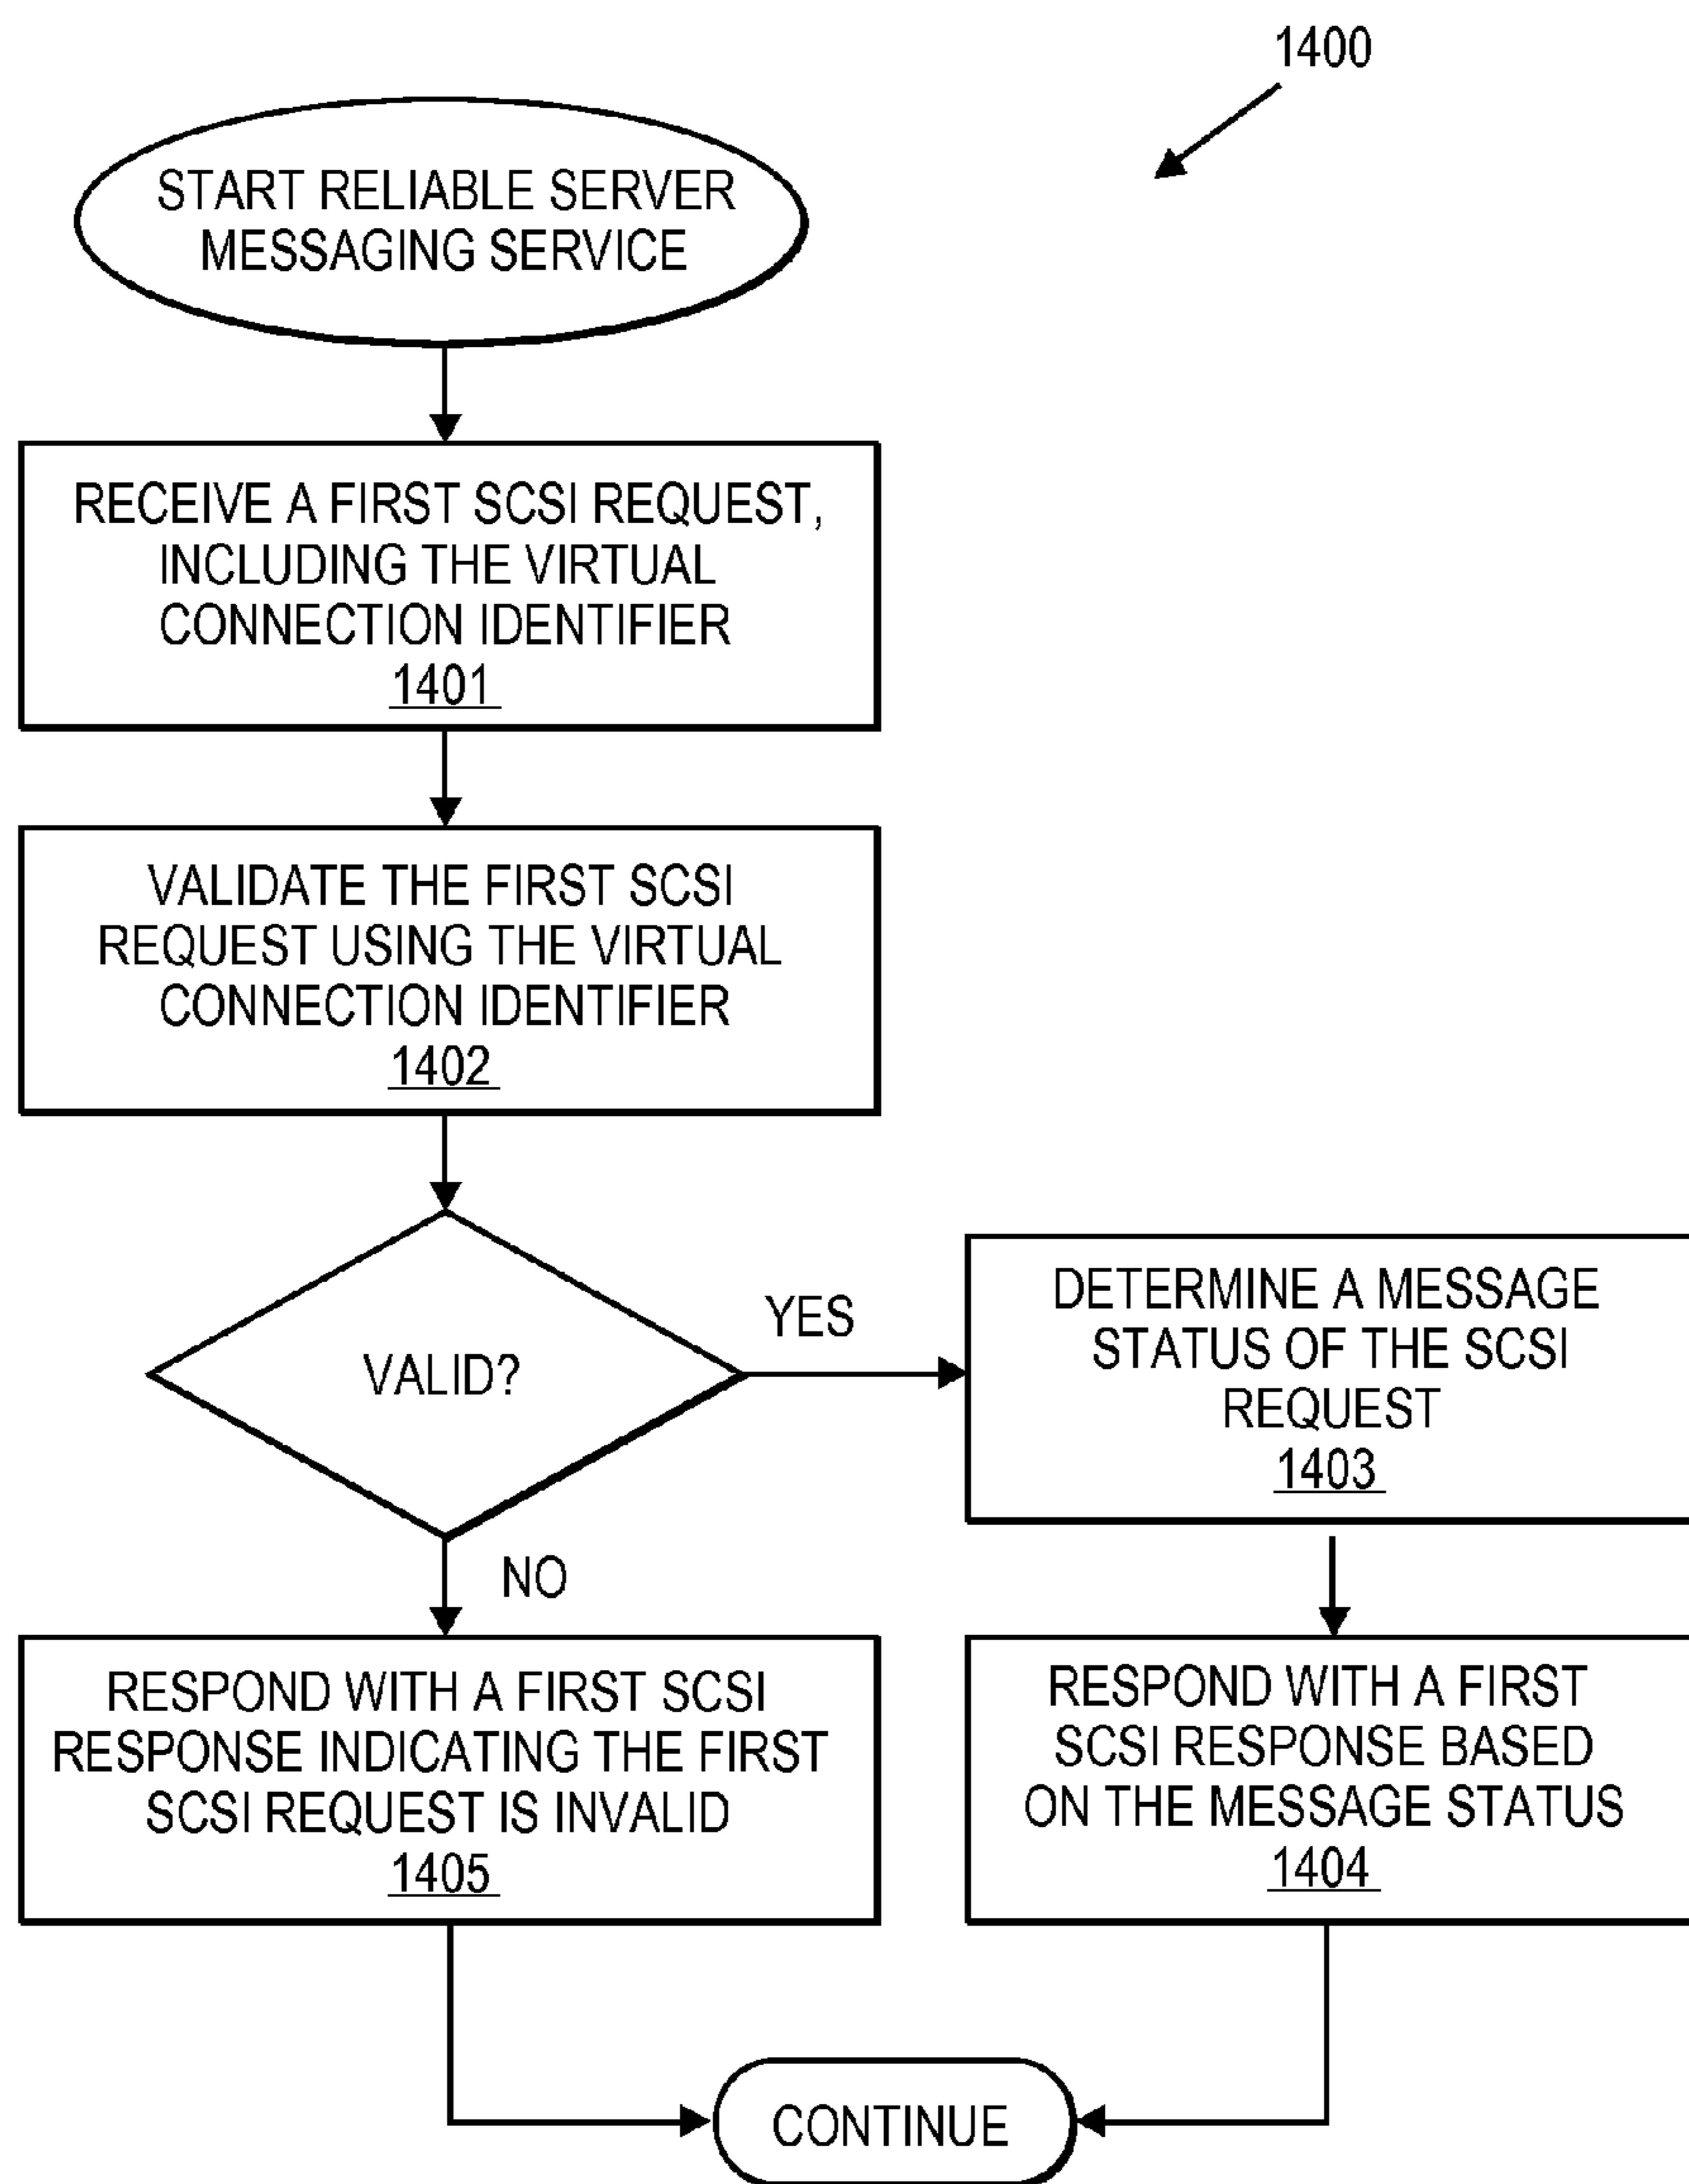 1400
START RELIABLE SERVER
MESSAGING SERVICE
RECEIVE A FIRST SCSI REQUEST,
INCLUDING THE VIRTUAL
CONNECTION IDENTIFIER
1401
VALIDATE THE FIRST SCSI
REQUEST USING THE VIRTUAL
CONNECTION IDENTIFIER
1402
VALID?
YES
DETERMINE A MESSAGE
STATUS OF THE SCSI
REQUEST
1403
NO
RESPOND WITH A FIRST SCSI
RESPONSE INDICATING THE FIRST
SCSI REQUEST IS INVALID
1405
RESPOND WITH A FIRST
SCSI RESPONSE BASED
ON THE MESSAGE STATUS
1404
CONTINUE